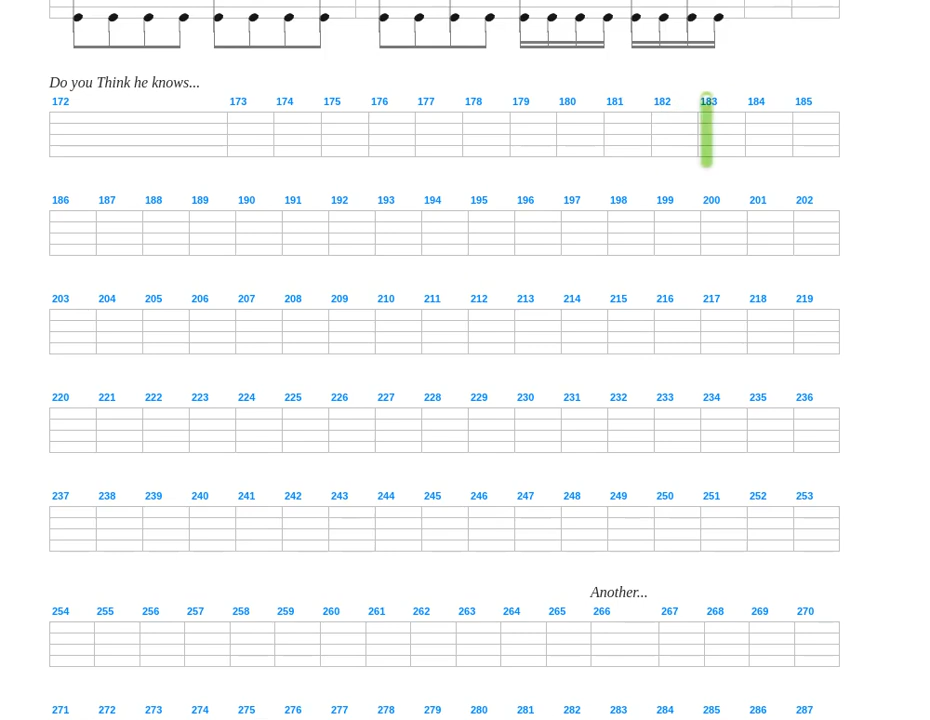 Do you Think he knows...
172 173 174 175 176 177 178 179 180 181 182 183 184 185
186 187 188 189 190 191 192 193 194 195 196 197 198 199 200 201 202
203 204 205 206 207 208 209 210 211 212 213 214 215 216 217 218 219
220 221 222 223 224 225 226 227 228 229 230 231 232 233 234 235 236
237 238 239 240 241 242 243 244 245 246 247 248 249 250 251 252 253
Another...
254 255 256 257 258 259 260 261 262 263 264 265 266 267 268 269 270
271 272 273 274 275 276 277 278 279 280 281 282 283 284 285 286 287